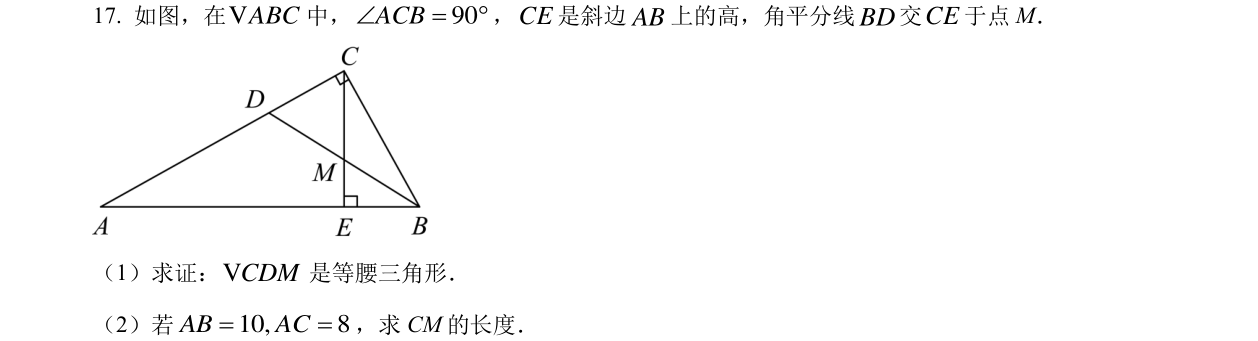 17. 如图，在VABC 中，∠ACB = 90°，CE 是斜边 AB 上的高，角平分线 BD 交 CE 于点 M．
C
D
M
A
E
B
（1）求证：VCDM 是等腰三角形．
（2）若 AB = 10, AC = 8，求 CM 的长度．